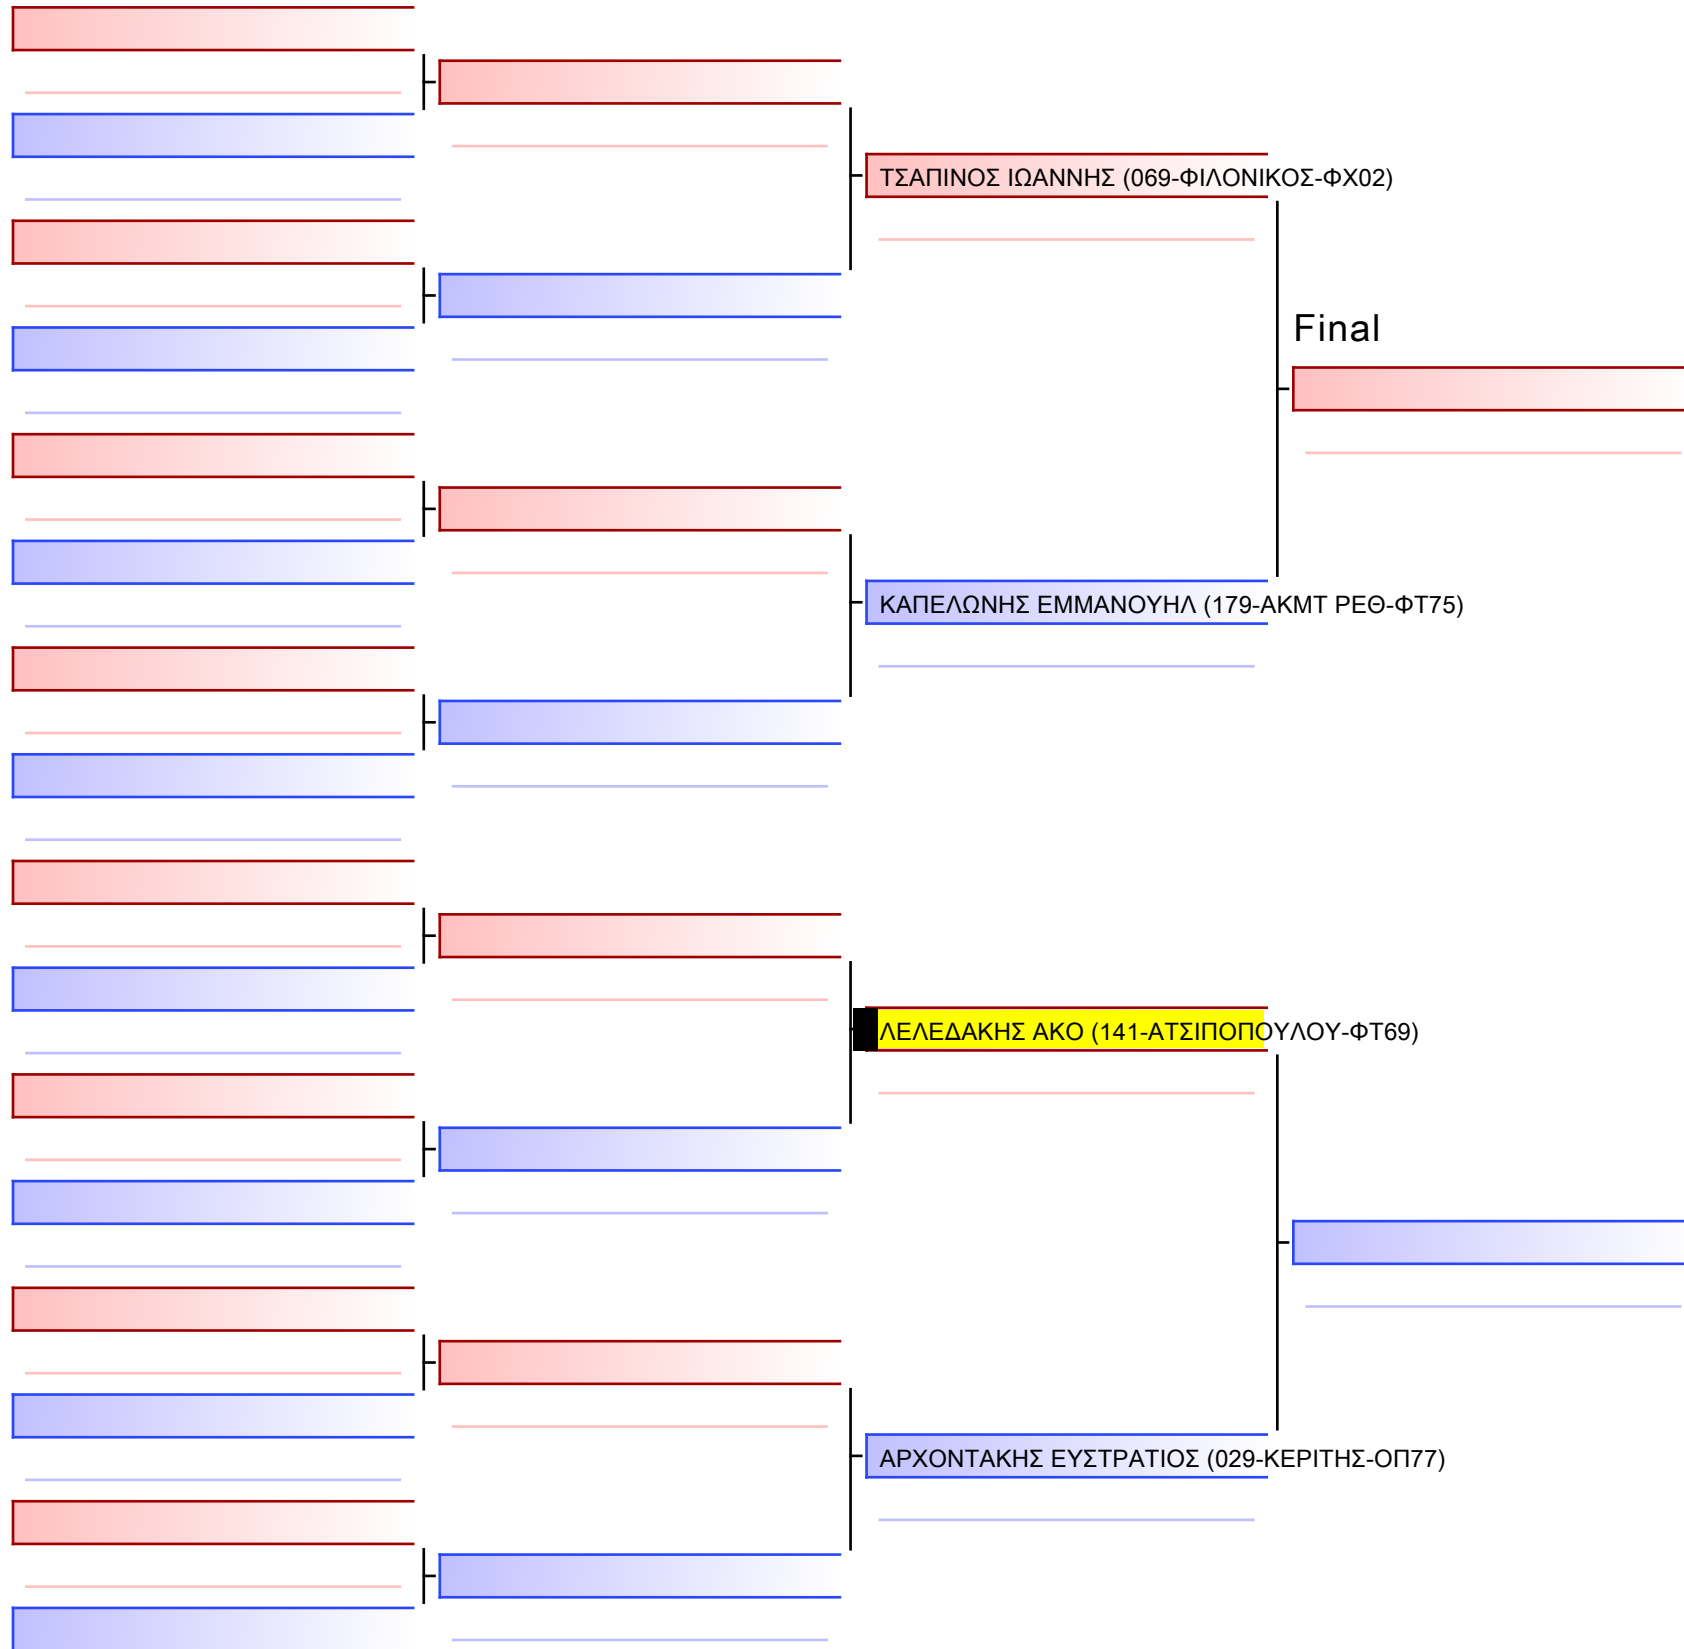 ΤΣΑΠΙΝΟΣ ΙΩΑΝΝΗΣ (069-ΦΙΛΟΝΙΚΟΣ-ΦΧ02)
Final
ΚΑΠΕΛΩΝΗΣ ΕΜΜΑΝΟΥΗΛ (179-ΑΚΜΤ ΡΕΘ-ΦΤ75)
ΛΕΛΕΔΑΚΗΣ ΑΚΟ (141-ΑΤΣΙΠΟΠΟΥΛΟΥ-ΦΤ69)
ΑΡΧΟΝΤΑΚΗΣ ΕΥΣΤΡΑΤΙΟΣ (029-ΚΕΡΙΤΗΣ-ΟΠ77)